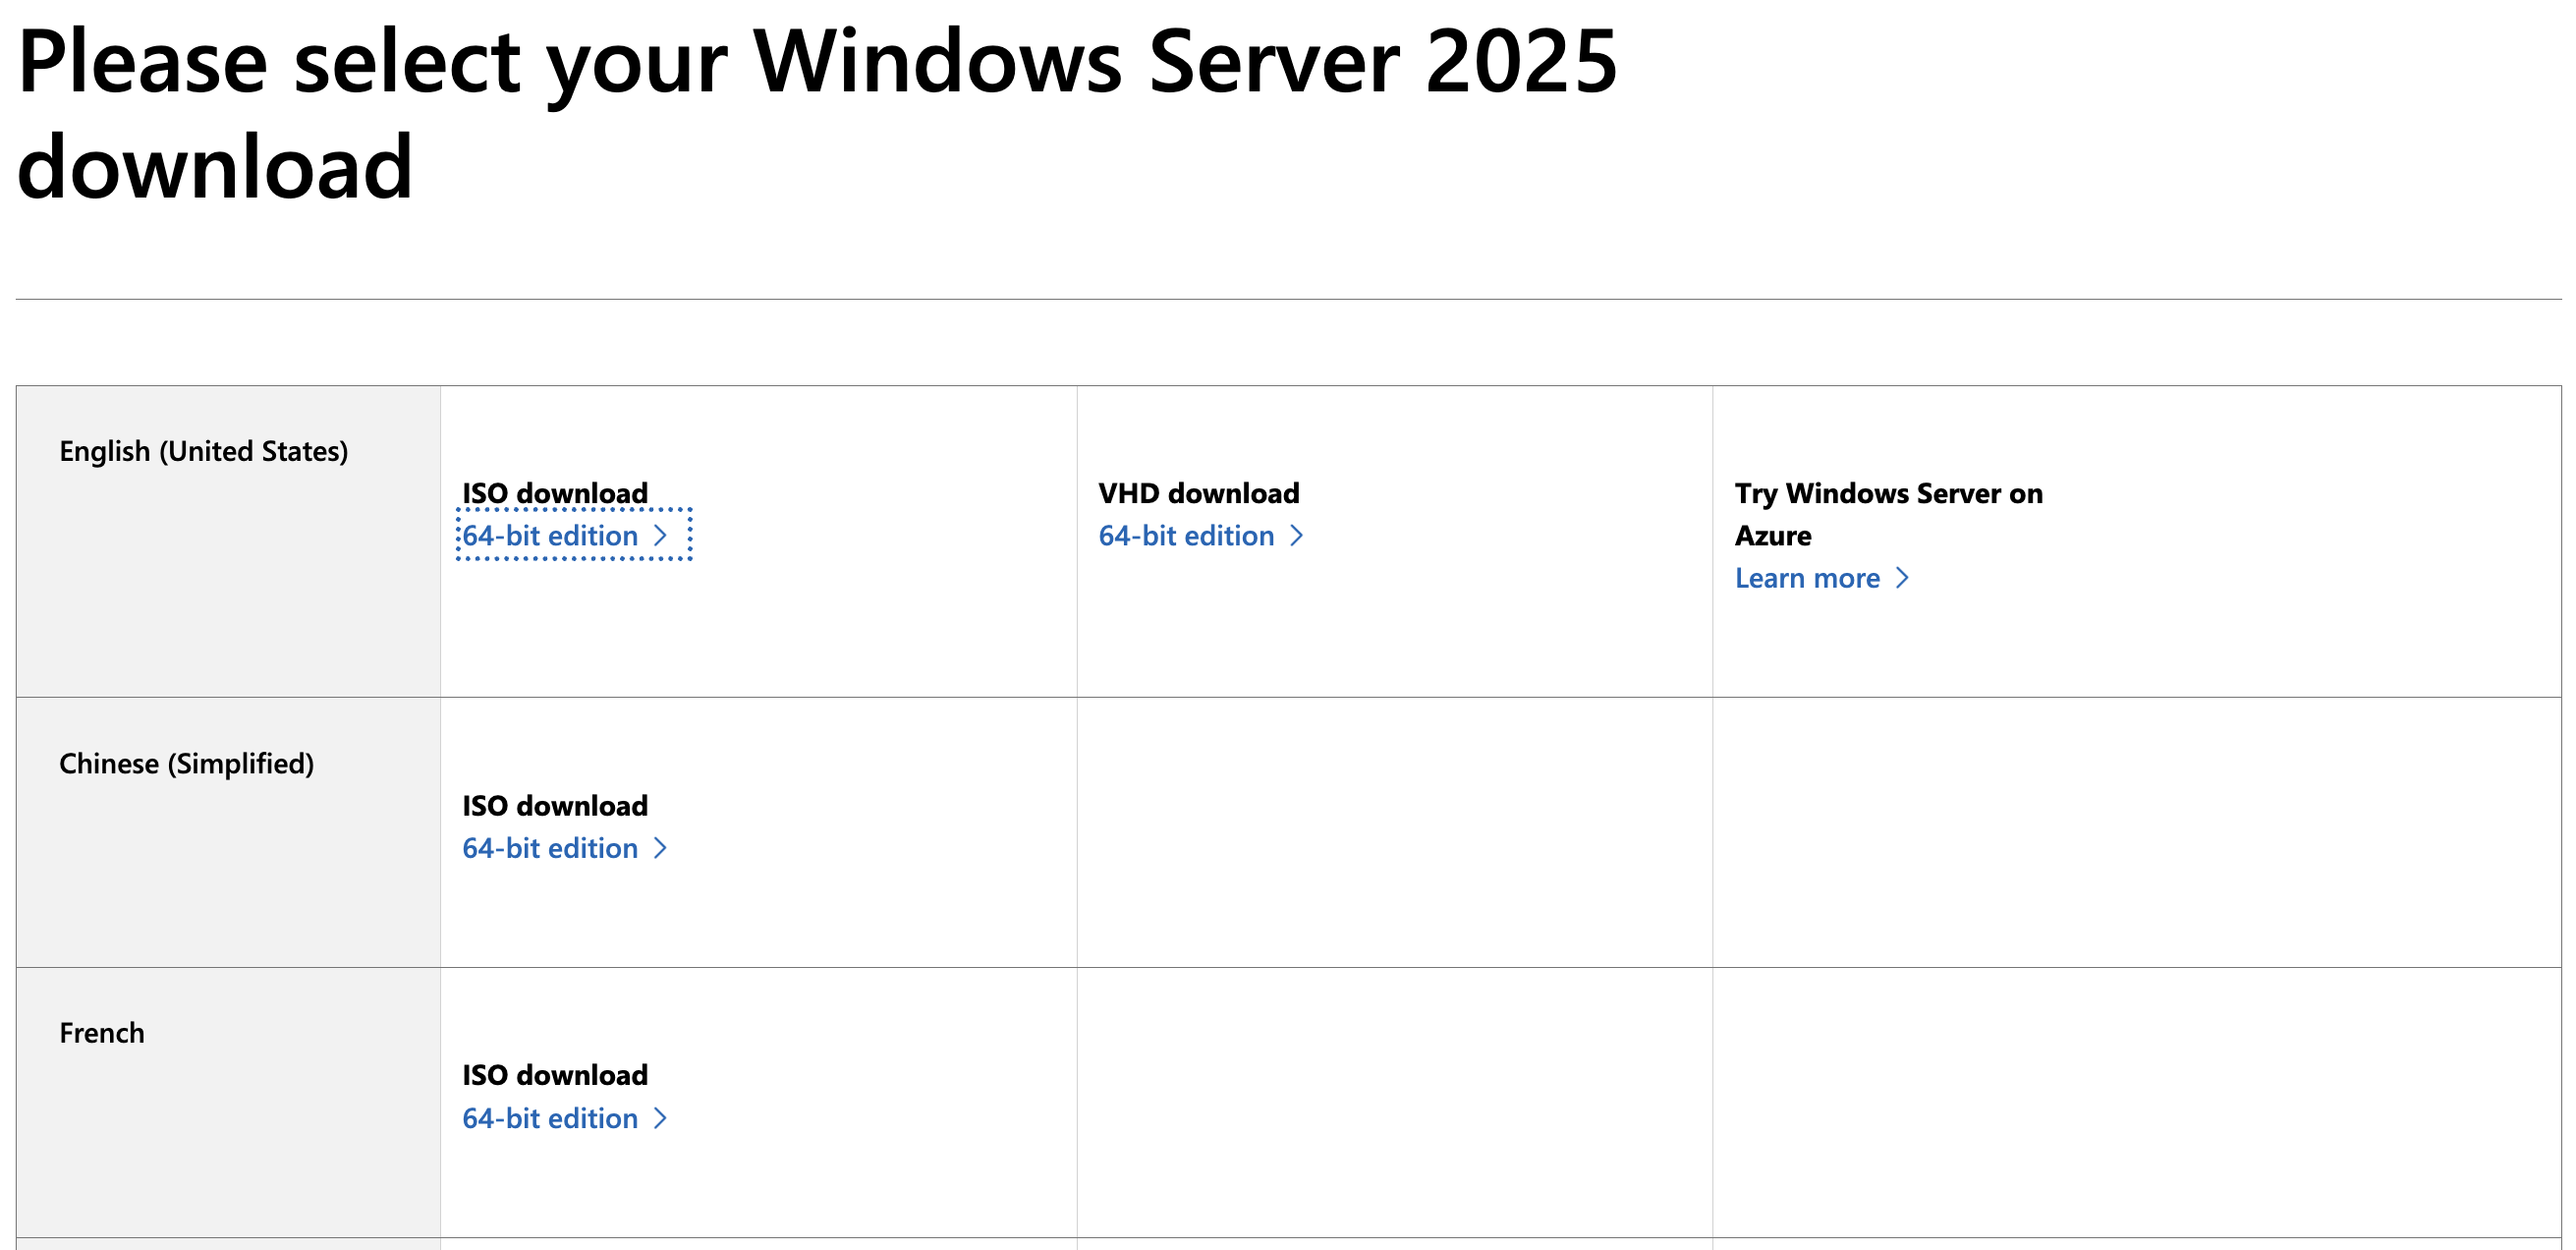 Please select your Windows Server 2025
download
English (United States)
ISO download
64-bit edition
VHD download
64-bit edition
Try Windows Server on
Azure
Learn more
Chinese (Simplified)
ISO download
64-bit edition
French
ISO download
64-bit edition